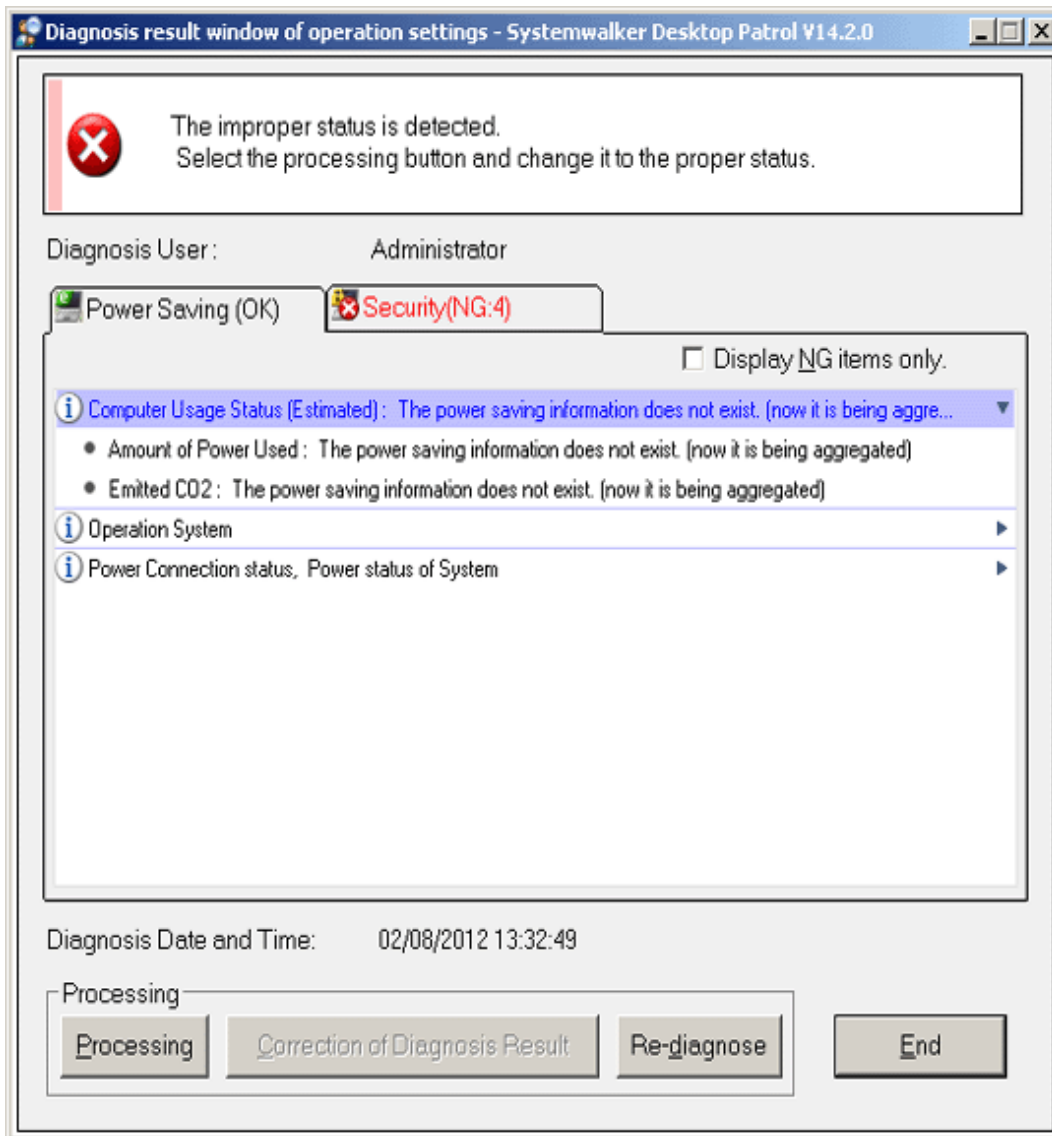 Diagnosis result window of operation settings - Systemwalker Desktop Patrol V14.2.0
The improper status is detected.
Select the processing button and change it to the proper status.
Diagnosis User : Administrator
Power Saving (OK) Security(NG:4)
Display NG items only.
Computer Usage Status (Estimated) : The power saving information does not exist. (now it is being aggre...
Amount of Power Used : The power saving information does not exist. (now it is being aggregated)
Emitted CO2 : The power saving information does not exist. (now it is being aggregated)
Operation System
Power Connection status, Power status of System
Diagnosis Date and Time: 02/08/2012 13:32:49
Processing
Processing Correction of Diagnosis Result Re-diagnose End